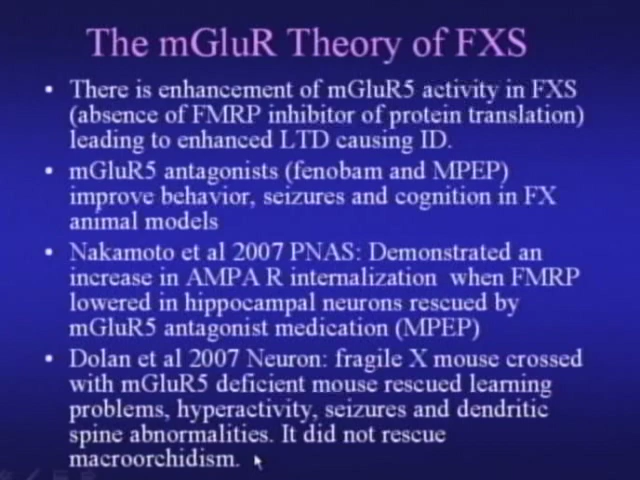 The mGluR Theory of FXS
• There is enhancement of mGluR5 activity in FXS
(absence of FMRP inhibitor of protein translation)
leading to enhanced LTD causing ID.
• mGluR5 antagonists (fenobam and MPEP)
improve behavior, seizures and cognition in FX
animal models
• Nakamoto et al 2007 PNAS: Demonstrated an
increase in AMPA R internalization when FMRP
lowered in hippocampal neurons rescued by
mGluR5 antagonist medication (MPEP)
• Dolan et al 2007 Neuron: fragile X mouse crossed
with mGluR5 deficient mouse rescued learning
problems, hyperactivity, seizures and dendritic
spine abnormalities. It did not rescue
macroorchidism.